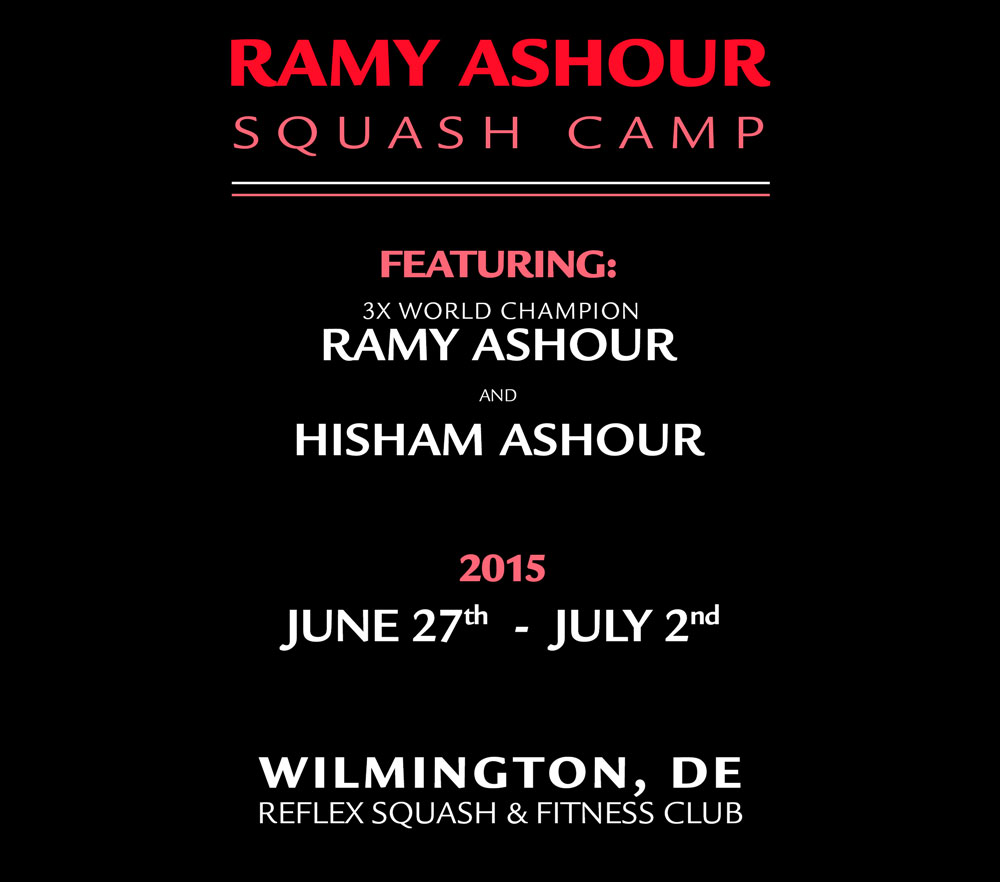 RAMY ASHOUR
SQUASH CAMP
FEATURING:
3X WORLD CHAMPION
RAMY ASHOUR
AND
HISHAM ASHOUR
2015
JUNE 27th - JULY 2nd
WILMINGTON, DE
REFLEX SQUASH & FITNESS CLUB